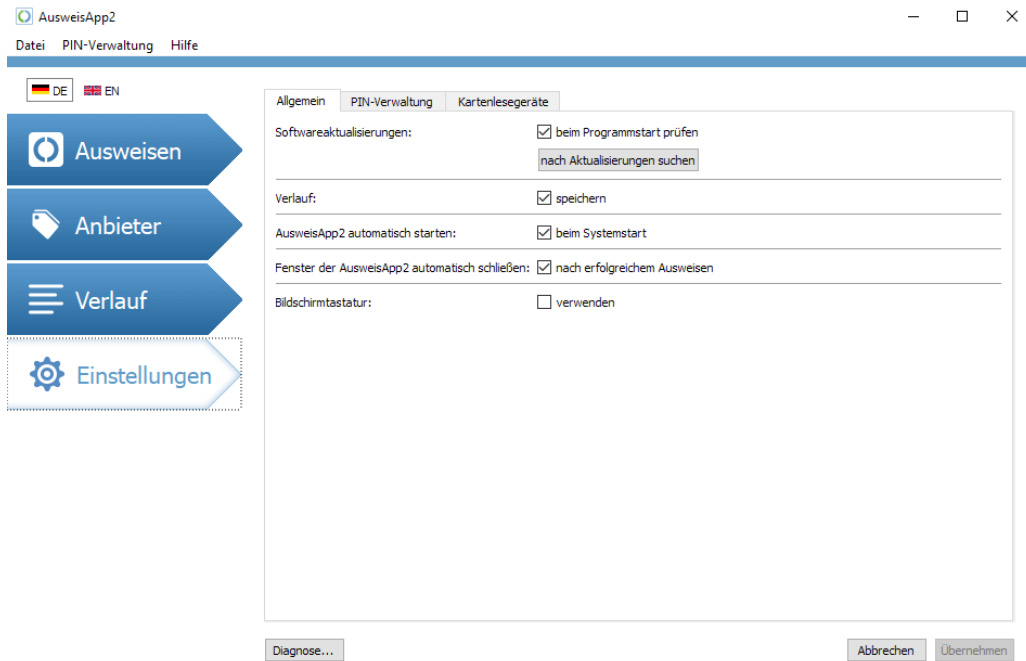 AusweisApp2
Datei PIN-Verwaltung Hilfe
DE EN
Allgemein PIN-Verwaltung Kartenlesegeräte
Softwareaktualisierungen: beim Programmstart prüfen
nach Aktualisierungen suchen
Verlauf: speichern
AusweisApp2 automatisch starten: beim Systemstart
Fenster der AusweisApp2 automatisch schließen: nach erfolgreichem Ausweisen
Bildschirmtastatur: verwenden
Ausweisen
Anbieter
Verlauf
Einstellungen
Diagnose... Abbrechen Übernehmen